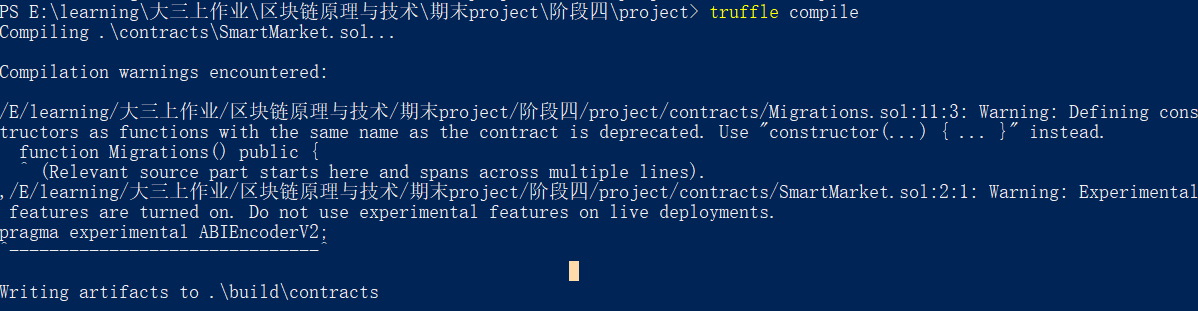 PS E:\learning\大三上作业\区块链原理与技术\期末project\阶段四\project> truffle compile
Compiling .\contracts\SmartMarket.sol...
Compilation warnings encountered:
/E/learning/大三上作业/区块链原理与技术/期末project/阶段四/project/contracts/Migrations.sol:11:3: Warning: Defining cons
tructors as functions with the same name as the contract is deprecated. Use "constructor(...) { ... }" instead.
  function Migrations() public {
  ^ (Relevant source part starts here and spans across multiple lines).
,/E/learning/大三上作业/区块链原理与技术/期末project/阶段四/project/contracts/SmartMarket.sol:2:1: Warning: Experimental
 features are turned on. Do not use experimental features on live deployments.
pragma experimental ABIEncoderV2;
^-------------------------------^
Writing artifacts to .\build\contracts